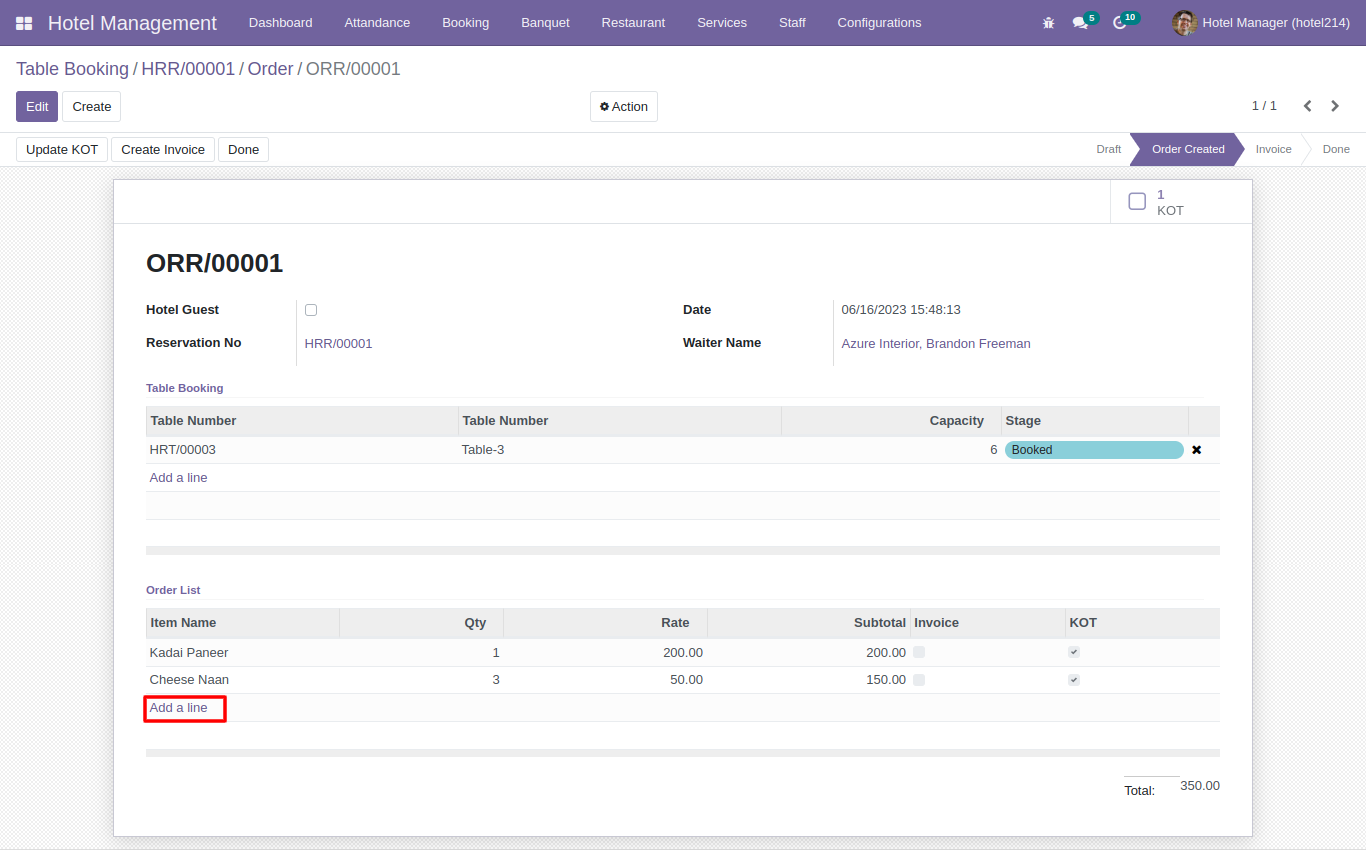 Hotel Management Dashboard Attendance Booking Banquet Restaurant Services Staff Configurations 5 10 Hotel Manager (hotel214)
Table Booking / HRR/00001 / Order / ORR/00001
Edit Create Action 1 / 1
Update KOT Create Invoice Done Draft Order Created Invoice Done
1
KOT
ORR/00001
Hotel Guest Date 06/16/2023 15:48:13
Reservation No HRR/00001 Waiter Name Azure Interior, Brandon Freeman
Table Booking
Table Number Table Number Capacity Stage
HRT/00003 Table-3 6 Booked
Add a line
Order List
Item Name Qty Rate Subtotal Invoice KOT
Kadai Paneer 1 200.00 200.00
Cheese Naan 3 50.00 150.00
Add a line
Total: 350.00